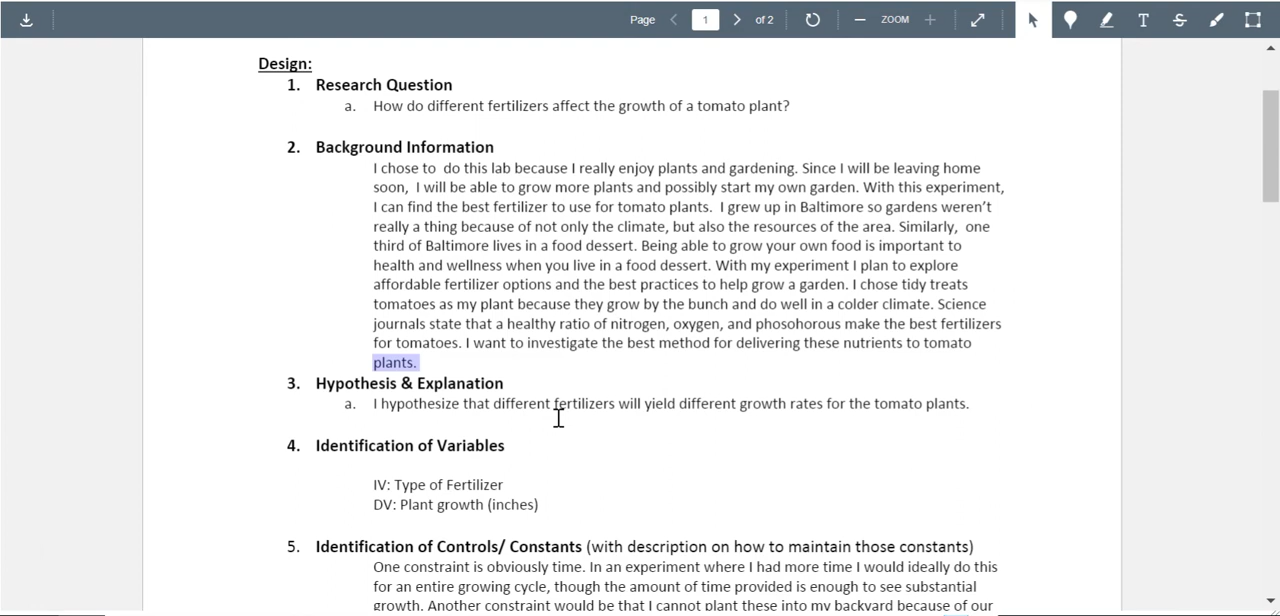 Page 1 of 2 ZOOM T S
Design:
1. Research Question
a. How do different fertilizers affect the growth of a tomato plant?
2. Background Information
I chose to  do this lab because I really enjoy plants and gardening. Since I will be leaving home
soon,  I will be able to grow more plants and possibly start my own garden. With this experiment,
I can find the best fertilizer to use for tomato plants.  I grew up in Baltimore so gardens weren’t
really a thing because of not only the climate, but also the resources of the area. Similarly,  one
third of Baltimore lives in a food dessert. Being able to grow your own food is important to
health and wellness when you live in a food dessert. With my experiment I plan to explore
affordable fertilizer options and the best practices to help grow a garden. I chose tidy treats
tomatoes as my plant because they grow by the bunch and do well in a colder climate. Science
journals state that a healthy ratio of nitrogen, oxygen, and phosohorous make the best fertilizers
for tomatoes. I want to investigate the best method for delivering these nutrients to tomato
plants.
3. Hypothesis & Explanation
a. I hypothesize that different fertilizers will yield different growth rates for the tomato plants.
4. Identification of Variables
IV: Type of Fertilizer
DV: Plant growth (inches)
5. Identification of Controls/ Constants (with description on how to maintain those constants)
One constraint is obviously time. In an experiment where I had more time I would ideally do this
for an entire growing cycle, though the amount of time provided is enough to see substantial
growth. Another constraint would be that I cannot plant these into my backyard because of our